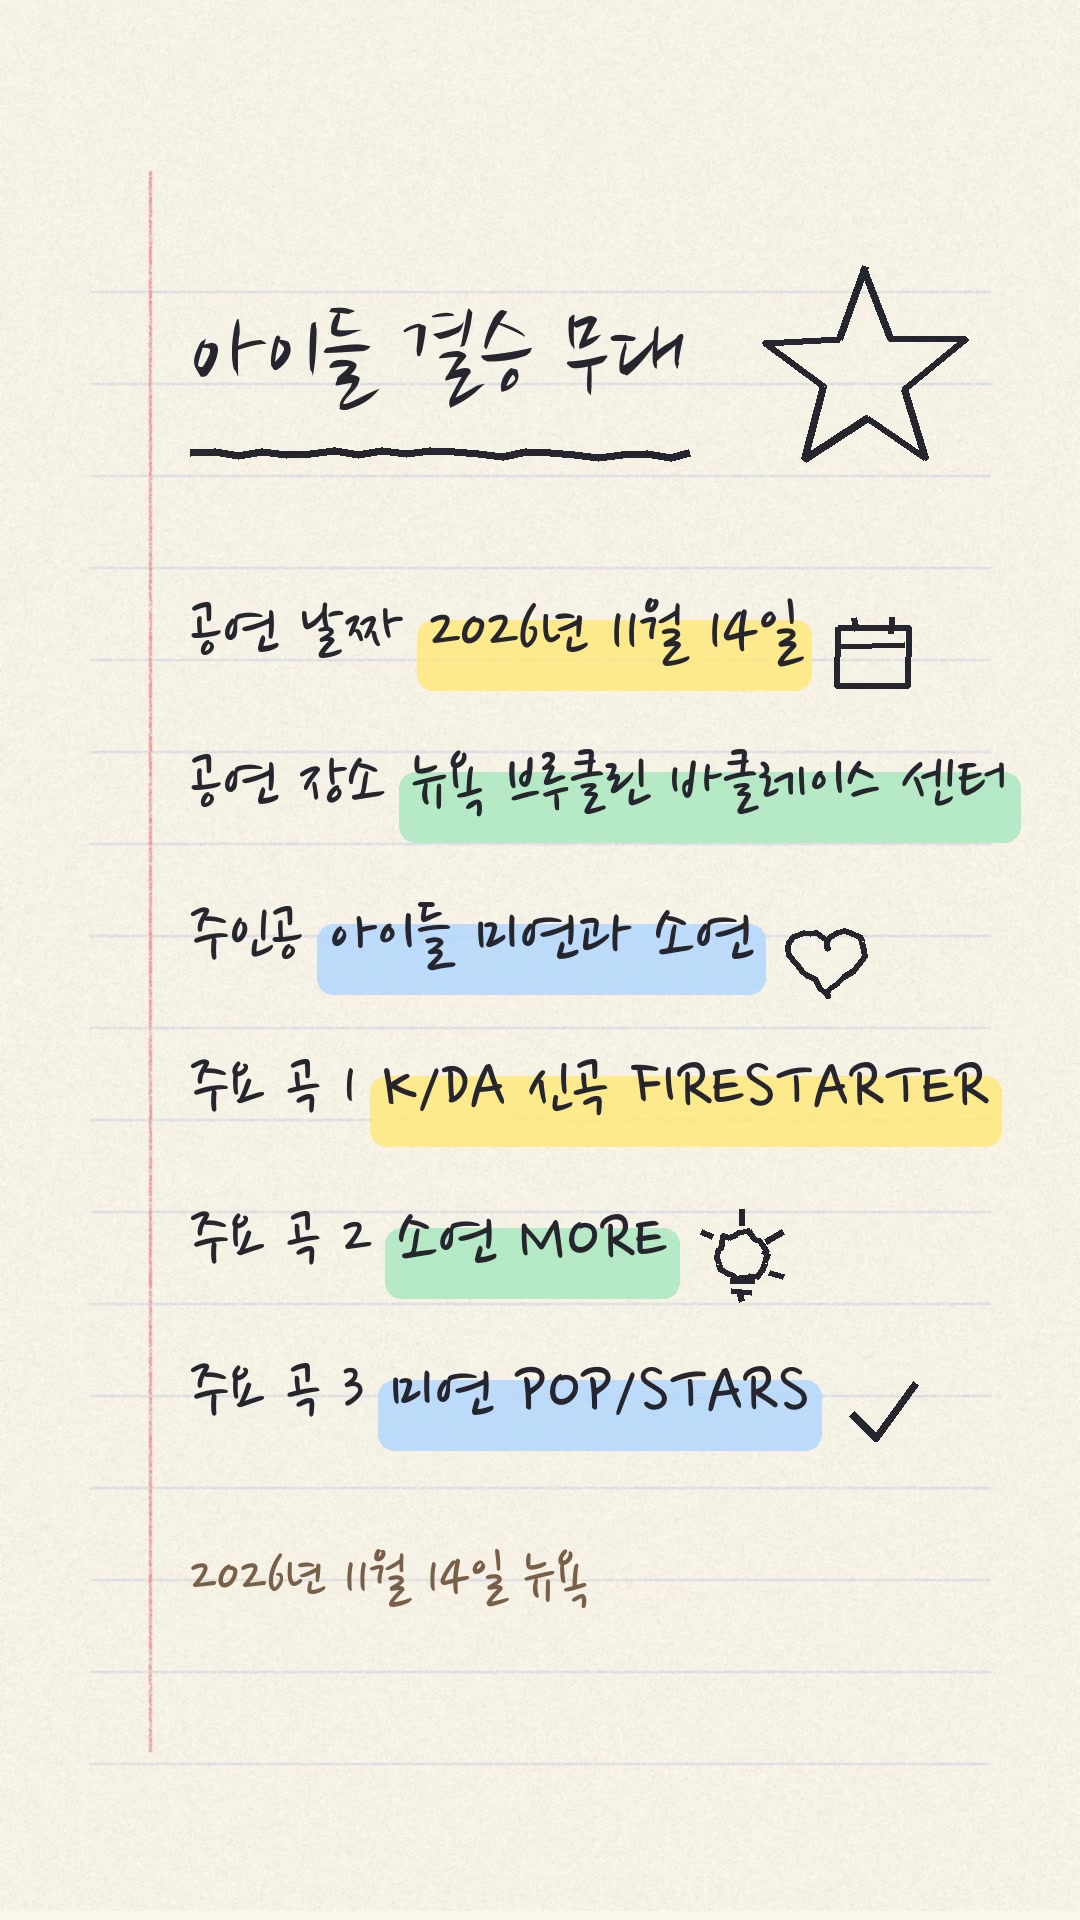 아이들 결승 무대
공연 날짜 2026년 11월 14일
공연 장소 뉴욕 브루클린 바클레이스 센터
주인공 아이들 미연과 소연
주요 곡 1 K/DA 신곡 FIRESTARTER
주요 곡 2 소연 MORE
주요 곡 3 미연 POP/STARS
2026년 11월 14일 뉴욕